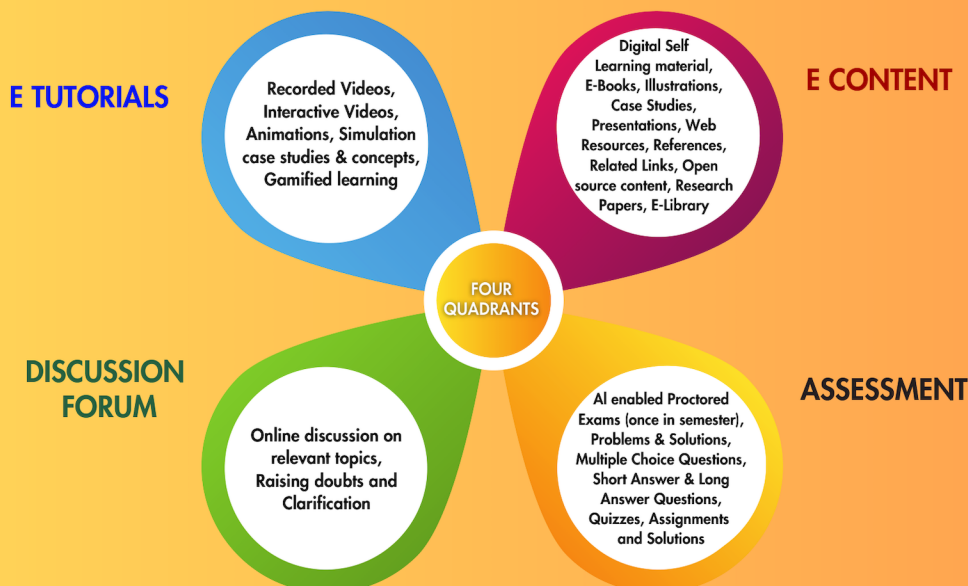 E TUTORIALS
Recorded Videos,
Interactive Videos,
Animations, Simulation
case studies & concepts,
Gamified learning
Digital Self
Learning material,
E-Books, Illustrations,
Case Studies,
Presentations, Web
Resources, References,
Related Links, Open
source content, Research
Papers, E-Library
E CONTENT
FOUR
QUADRANTS
DISCUSSION
FORUM
Online discussion on
relevant topics,
Raising doubts and
Clarification
AI enabled Proctored
Exams (once in semester),
Problems & Solutions,
Multiple Choice Questions,
Short Answer & Long
Answer Questions,
Quizzes, Assignments
and Solutions
ASSESSMENT